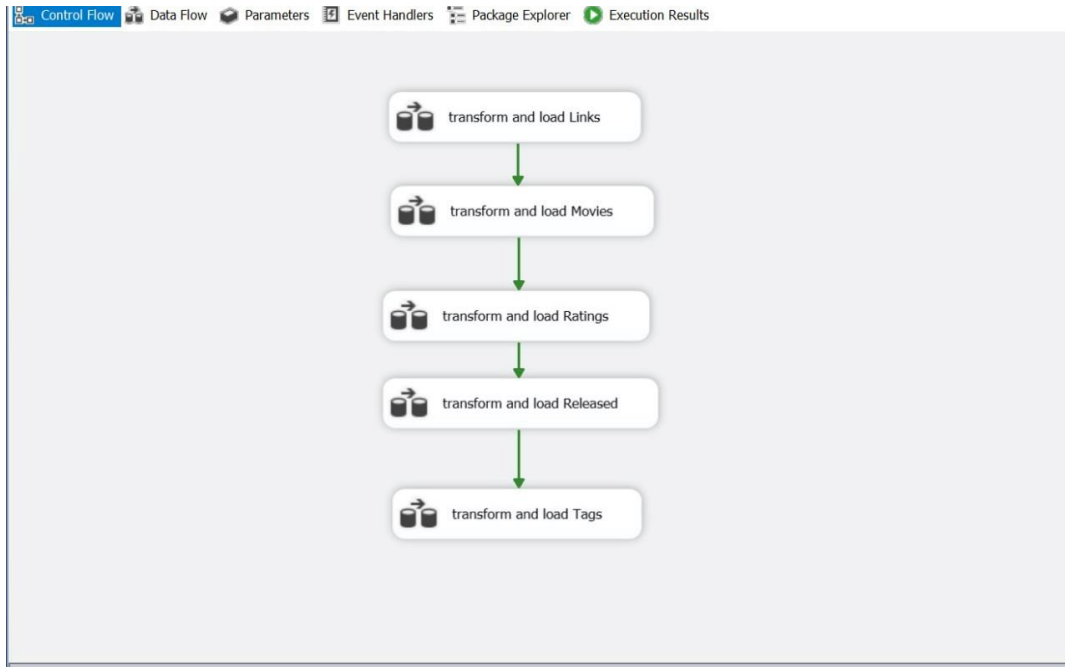 Control Flow Data Flow Parameters Event Handlers Package Explorer Execution Results
transform and load Links
transform and load Movies
transform and load Ratings
transform and load Released
transform and load Tags